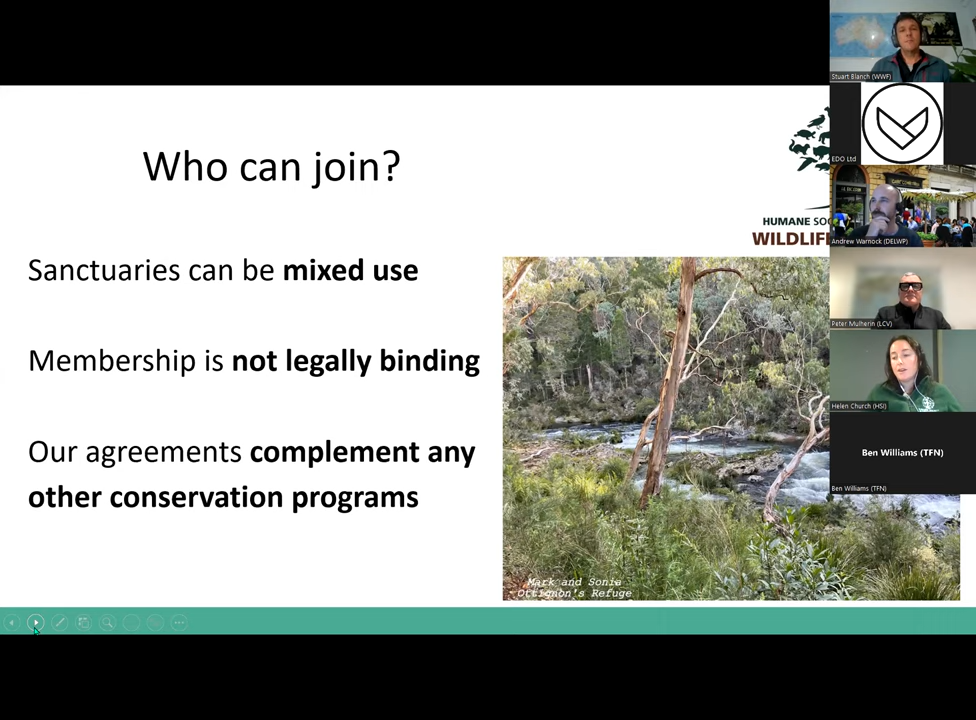 Who can join?
Sanctuaries can be mixed use
Membership is not legally binding
Our agreements complement any
other conservation programs
HUMANE SOC
WILDLIF
Mark and Sonia
Ottignon's Refuge
Stuart Blanch (WWF)
EDO Ltd
Andrew Warnock (DELWP)
Peter Mulherin (LCV)
Helen Church (HSI)
Ben Williams (TFN)
Ben Williams (TFN)